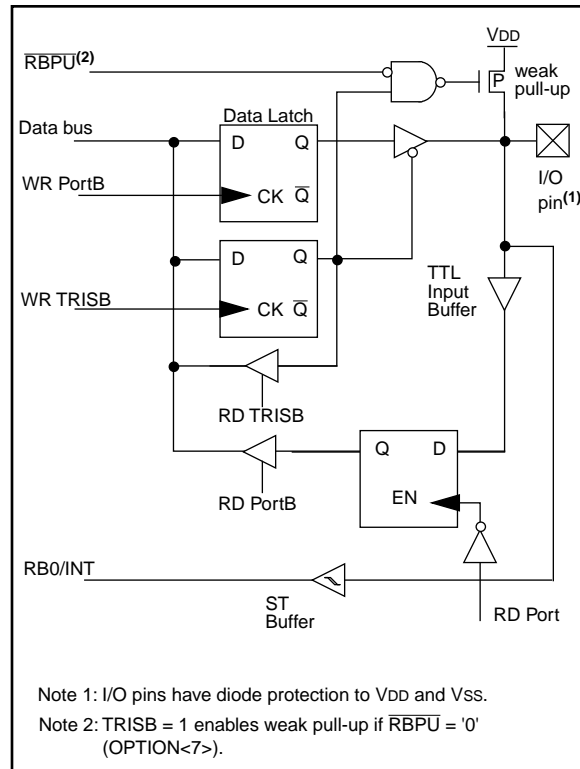 VDD
RBPU(2)
P
weak
pull-up
Data Latch
Data bus
D
Q
WR PortB
CK
Q
I/O
pin(1)
D
Q
TTL
Input
Buffer
WR TRISB
CK
Q
RD TRISB
Q
D
EN
RD PortB
RB0/INT
ST
Buffer
RD Port
Note 1: I/O pins have diode protection to VDD and VSS.
Note 2: TRISB = 1 enables weak pull-up if RBPU = '0'
(OPTION<7>).